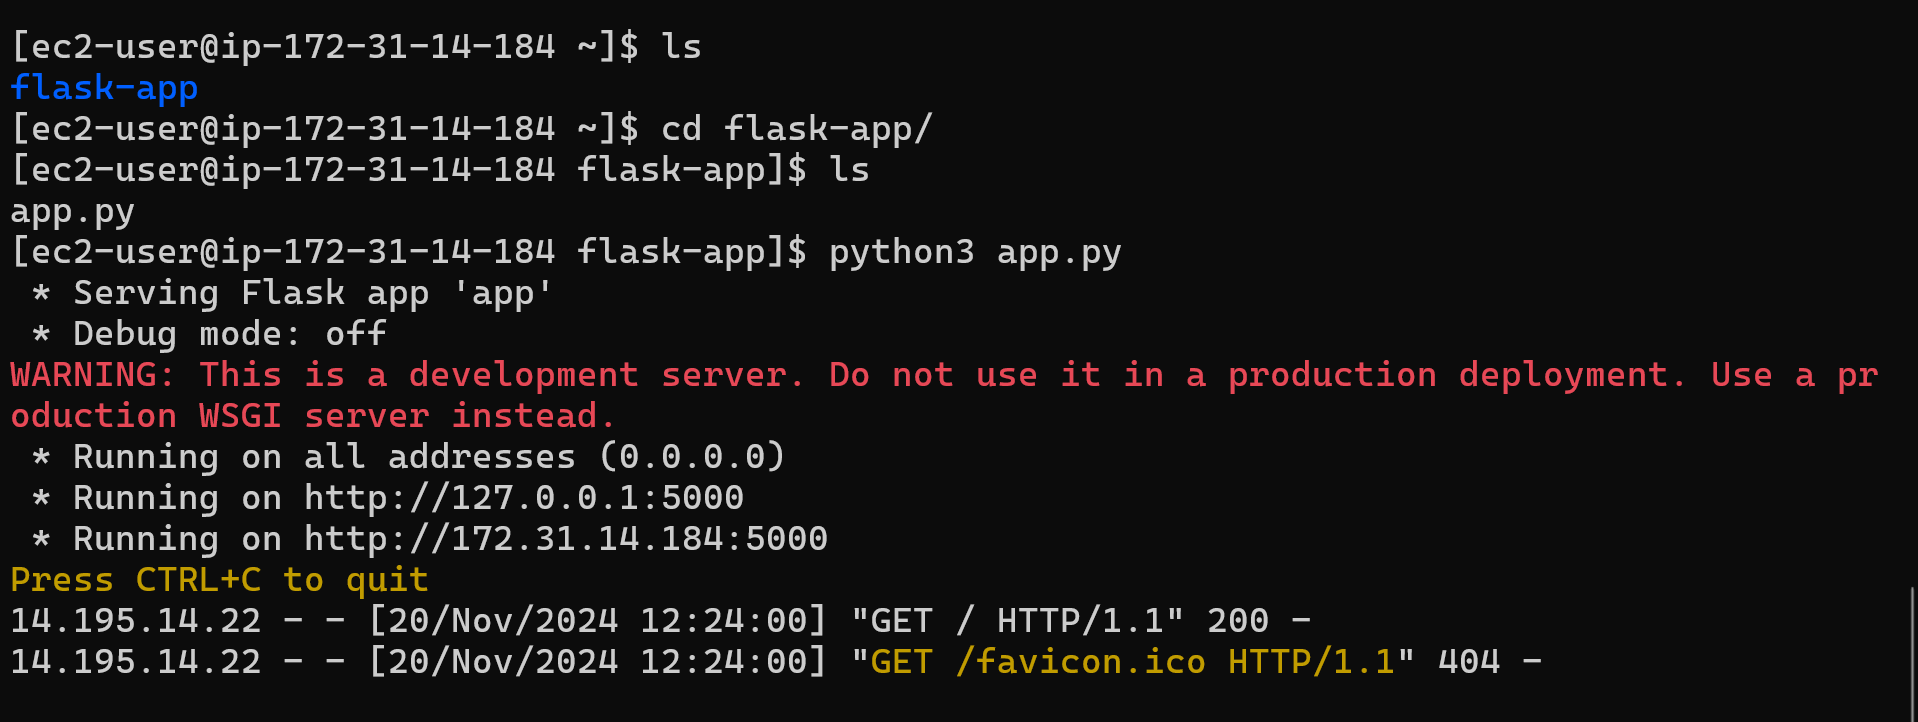 [ec2-user@ip-172-31-14-184 ~]$ ls
flask-app
[ec2-user@ip-172-31-14-184 ~]$ cd flask-app/
[ec2-user@ip-172-31-14-184 flask-app]$ ls
app.py
[ec2-user@ip-172-31-14-184 flask-app]$ python3 app.py
 * Serving Flask app 'app'
 * Debug mode: off
WARNING: This is a development server. Do not use it in a production deployment. Use a pr
oduction WSGI server instead.
 * Running on all addresses (0.0.0.0)
 * Running on http://127.0.0.1:5000
 * Running on http://172.31.14.184:5000
Press CTRL+C to quit
14.195.14.22 - - [20/Nov/2024 12:24:00] "GET / HTTP/1.1" 200 -
14.195.14.22 - - [20/Nov/2024 12:24:00] "GET /favicon.ico HTTP/1.1" 404 -